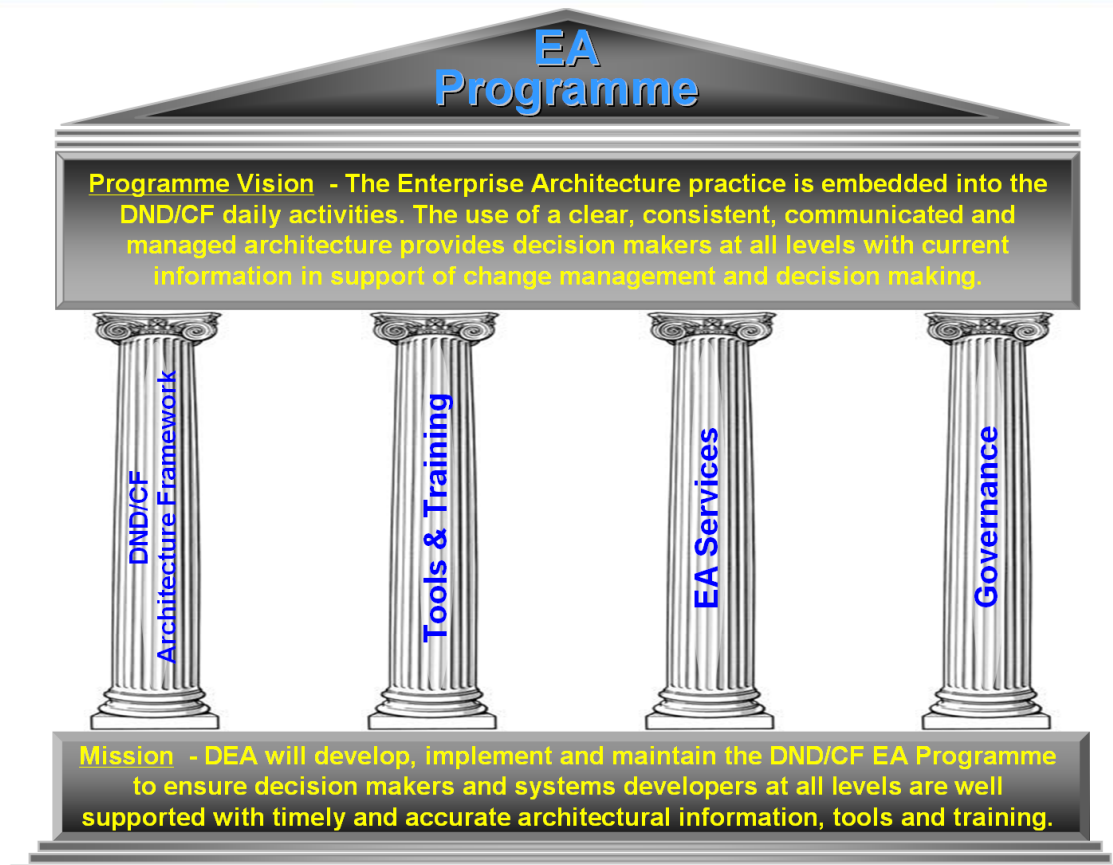 EA
Programme
Programme Vision - The Enterprise Architecture practice is embedded into the
DND/CF daily activities. The use of a clear, consistent, communicated and
managed architecture provides decision makers at all levels with current
information in support of change management and decision making.
DND/CF
Architecture Framework
Tools & Training
EA Services
Governance
Mission - DEA will develop, implement and maintain the DND/CF EA Programme
to ensure decision makers and systems developers at all levels are well
supported with timely and accurate architectural information, tools and training.